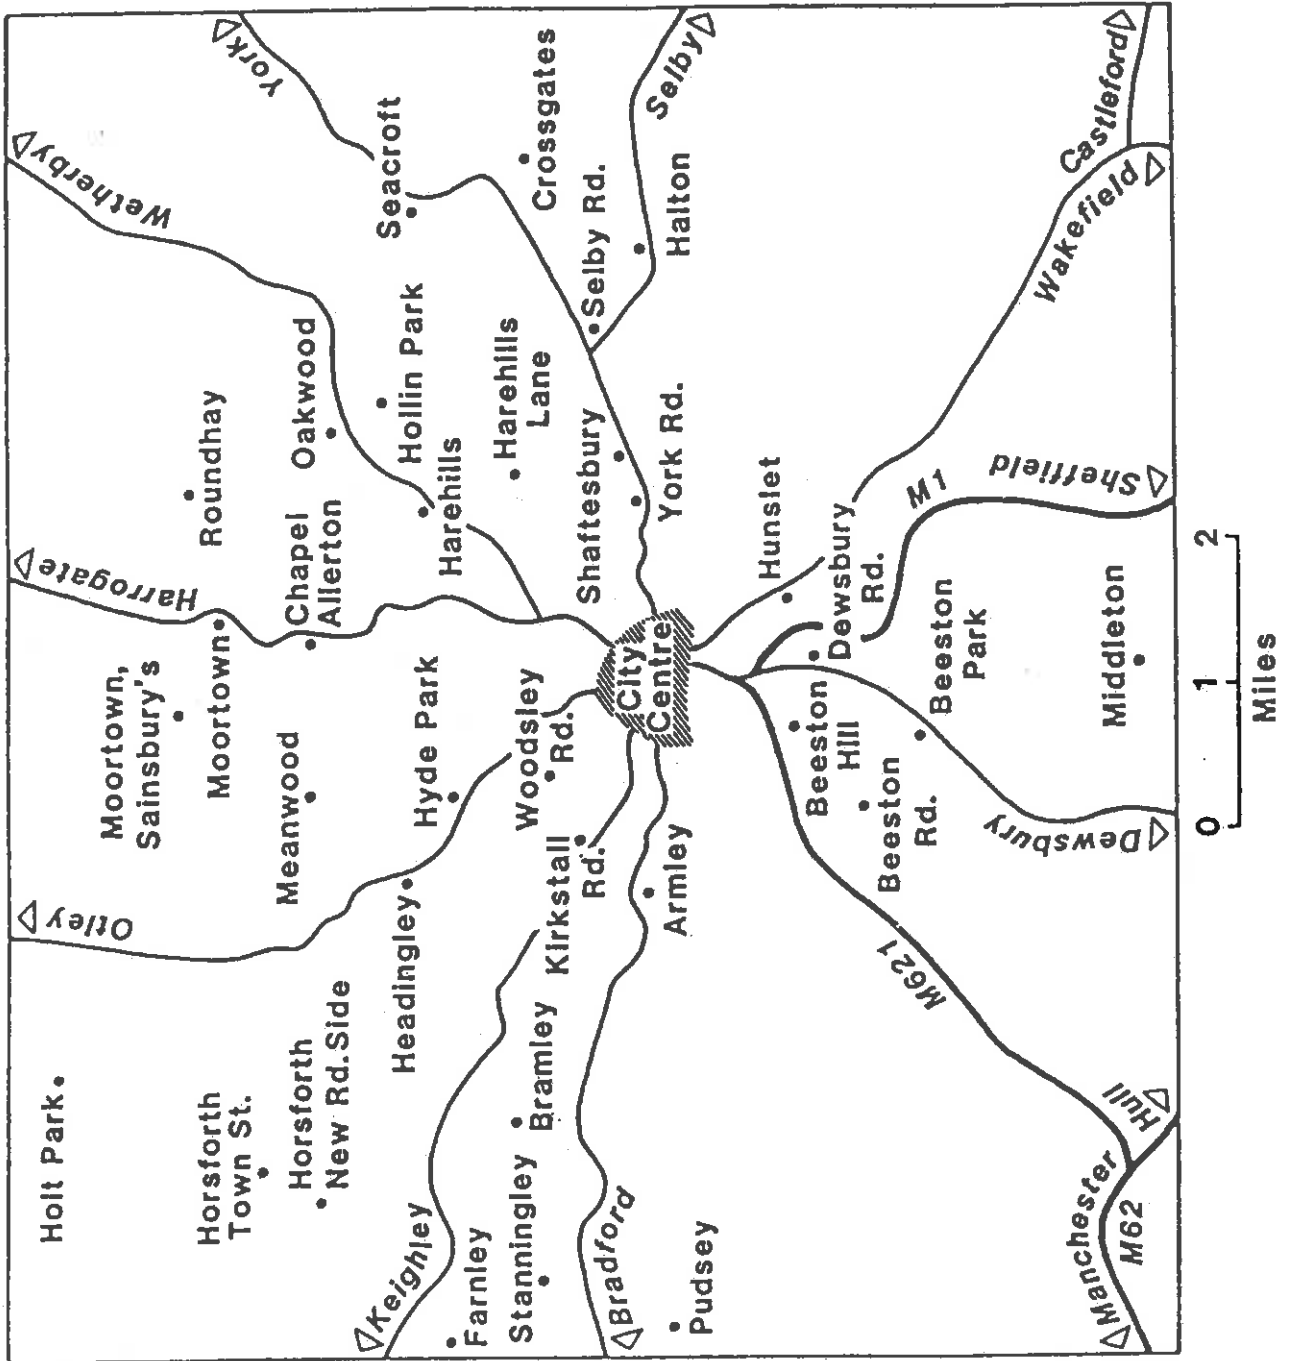 Holt Park
Otley
Moortown,
Sainsbury's
Harrogate
Wetherby
York
Horsforth
Town St.
Moortown
Roundhay
Horsforth
New Rd.Side
Meanwood
Chapel
Allerton
Oakwood
Seacroft
Keighley
Headingley
Hyde Park
Harehills
Hollin Park
Farnley
Stanningley
Bramley
Kirkstall
Rd.
Woodsley
Rd.
Harehills
Lane
Crossgates
Bradford
Shaftesbury
Selby Rd.
Pudsey
Armley
City
Centre
York Rd.
Halton
Selby
Hunslet
Beeston
Hill
Dewsbury
Rd.
M621
Beeston
Rd.
M1
Beeston
Park
Wakefield
Castleford
Manchester
M62
Hull
Dewsbury
Middleton
Sheffield
0 1 2
Miles